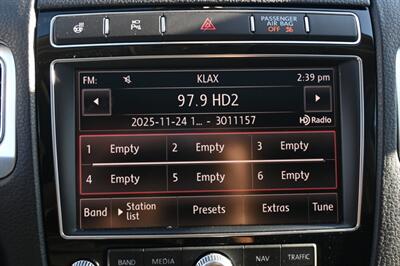 PASSENGER
AIR BAG
OFF
FM:
KLAX
2:39 pm
97.9 HD2
2025-11-24 1... - 3011157
HD Radio
1 Empty
2 Empty
3 Empty
4 Empty
5 Empty
6 Empty
Band
Station list
Presets
Extras
Tune
BAND
MEDIA
NAV
TRAFFIC